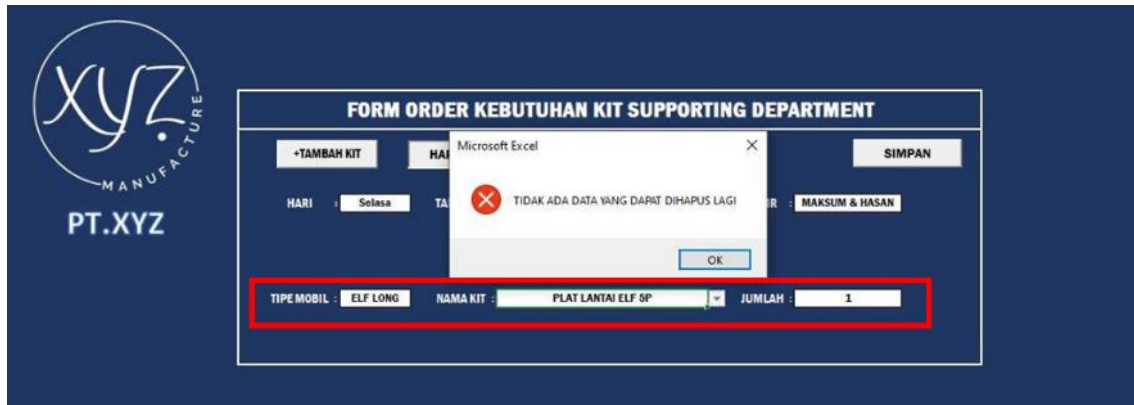 XYZ
MANUFACTURE
PT.XYZ
FORM ORDER KEBUTUHAN KIT SUPPORTING DEPARTMENT
+TAMBAH KIT
SIMPAN
Microsoft Excel
TIDAK ADA DATA YANG DAPAT DIHAPUS LAGI
OK
HARI : Selasa
: MAKSUM & HASAN
TIPE MOBIL : ELF LONG NAMA KIT : PLAT LANTAI ELF 5P JUMLAH : 1